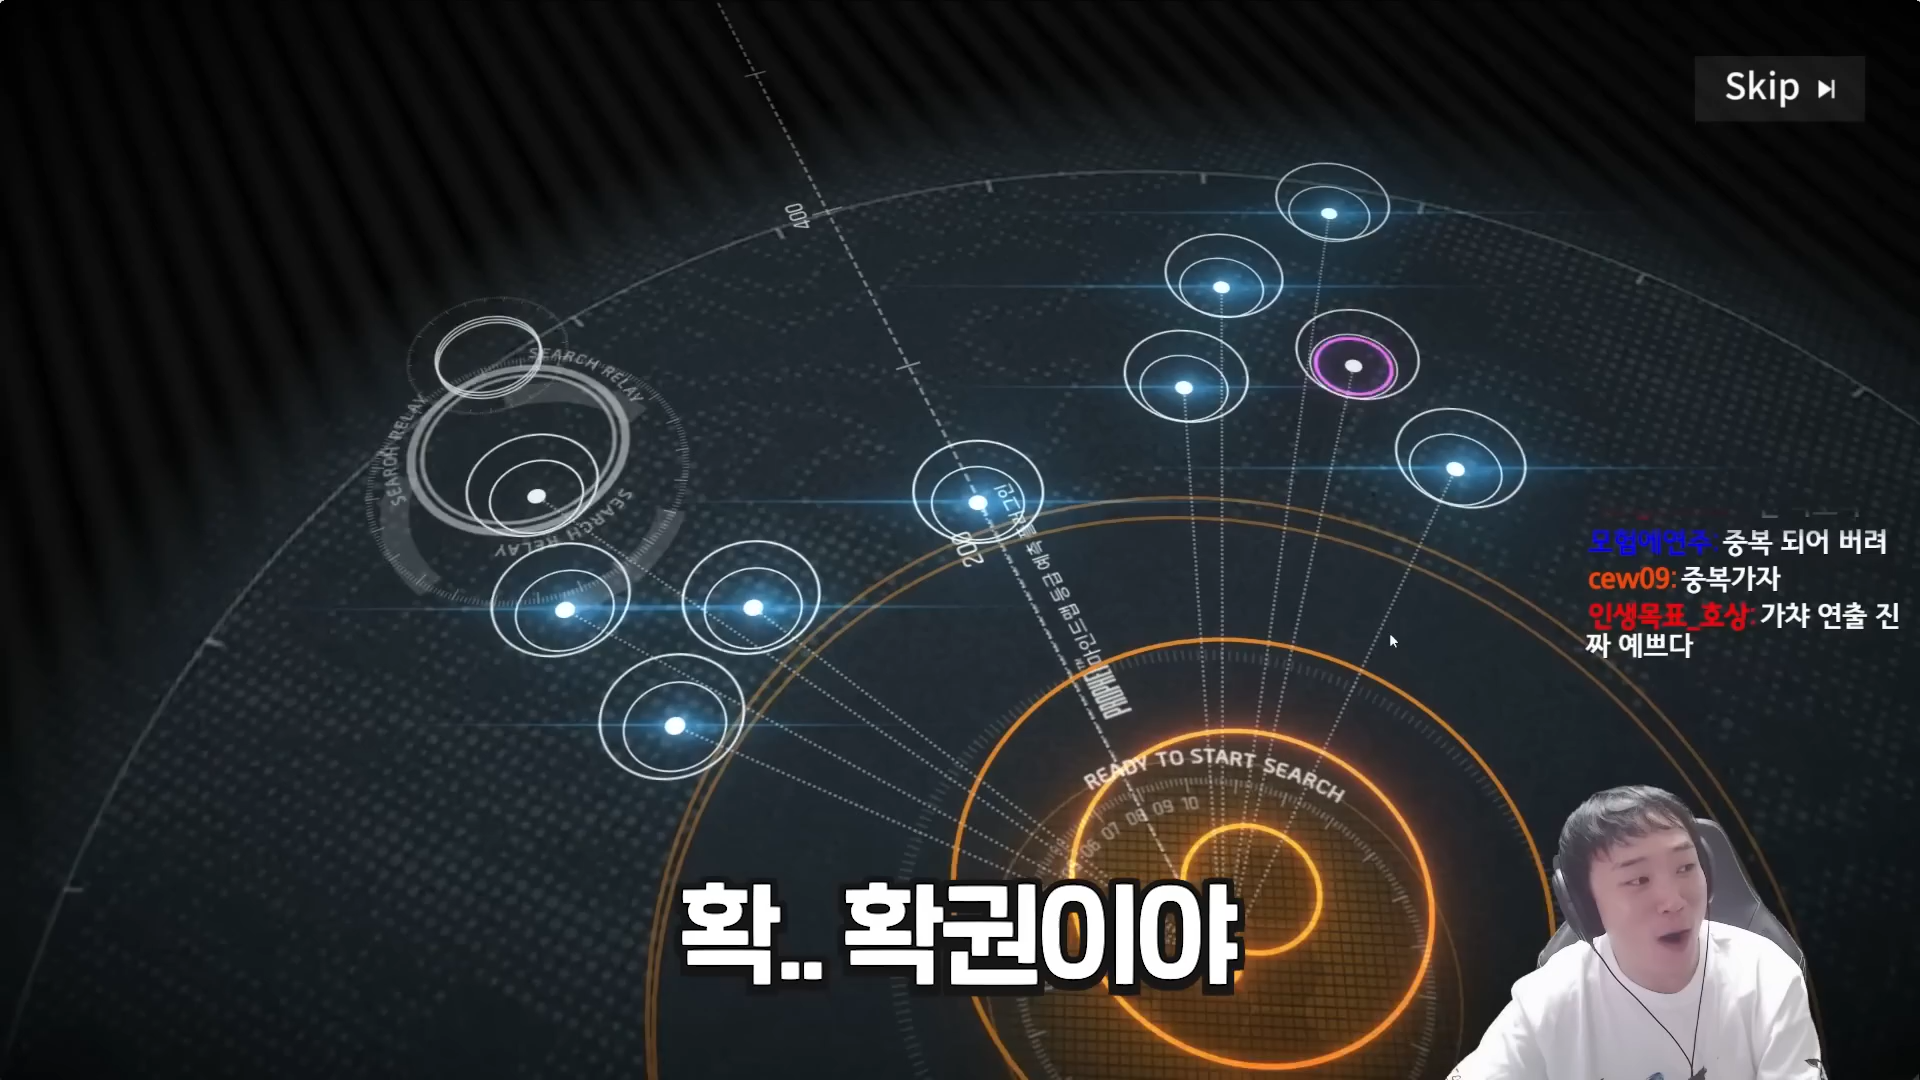 Skip
400
SEARCH RELAY
SEARCH RELAY
SEARCH RELAY
200
READY TO START SEARCH
06 07 08 09 10
모험에연주: 중복 되어 버려
cew09: 중복가자
인생목표_호상: 가챠 연출 진
짜 예쁘다
확.. 확권이야